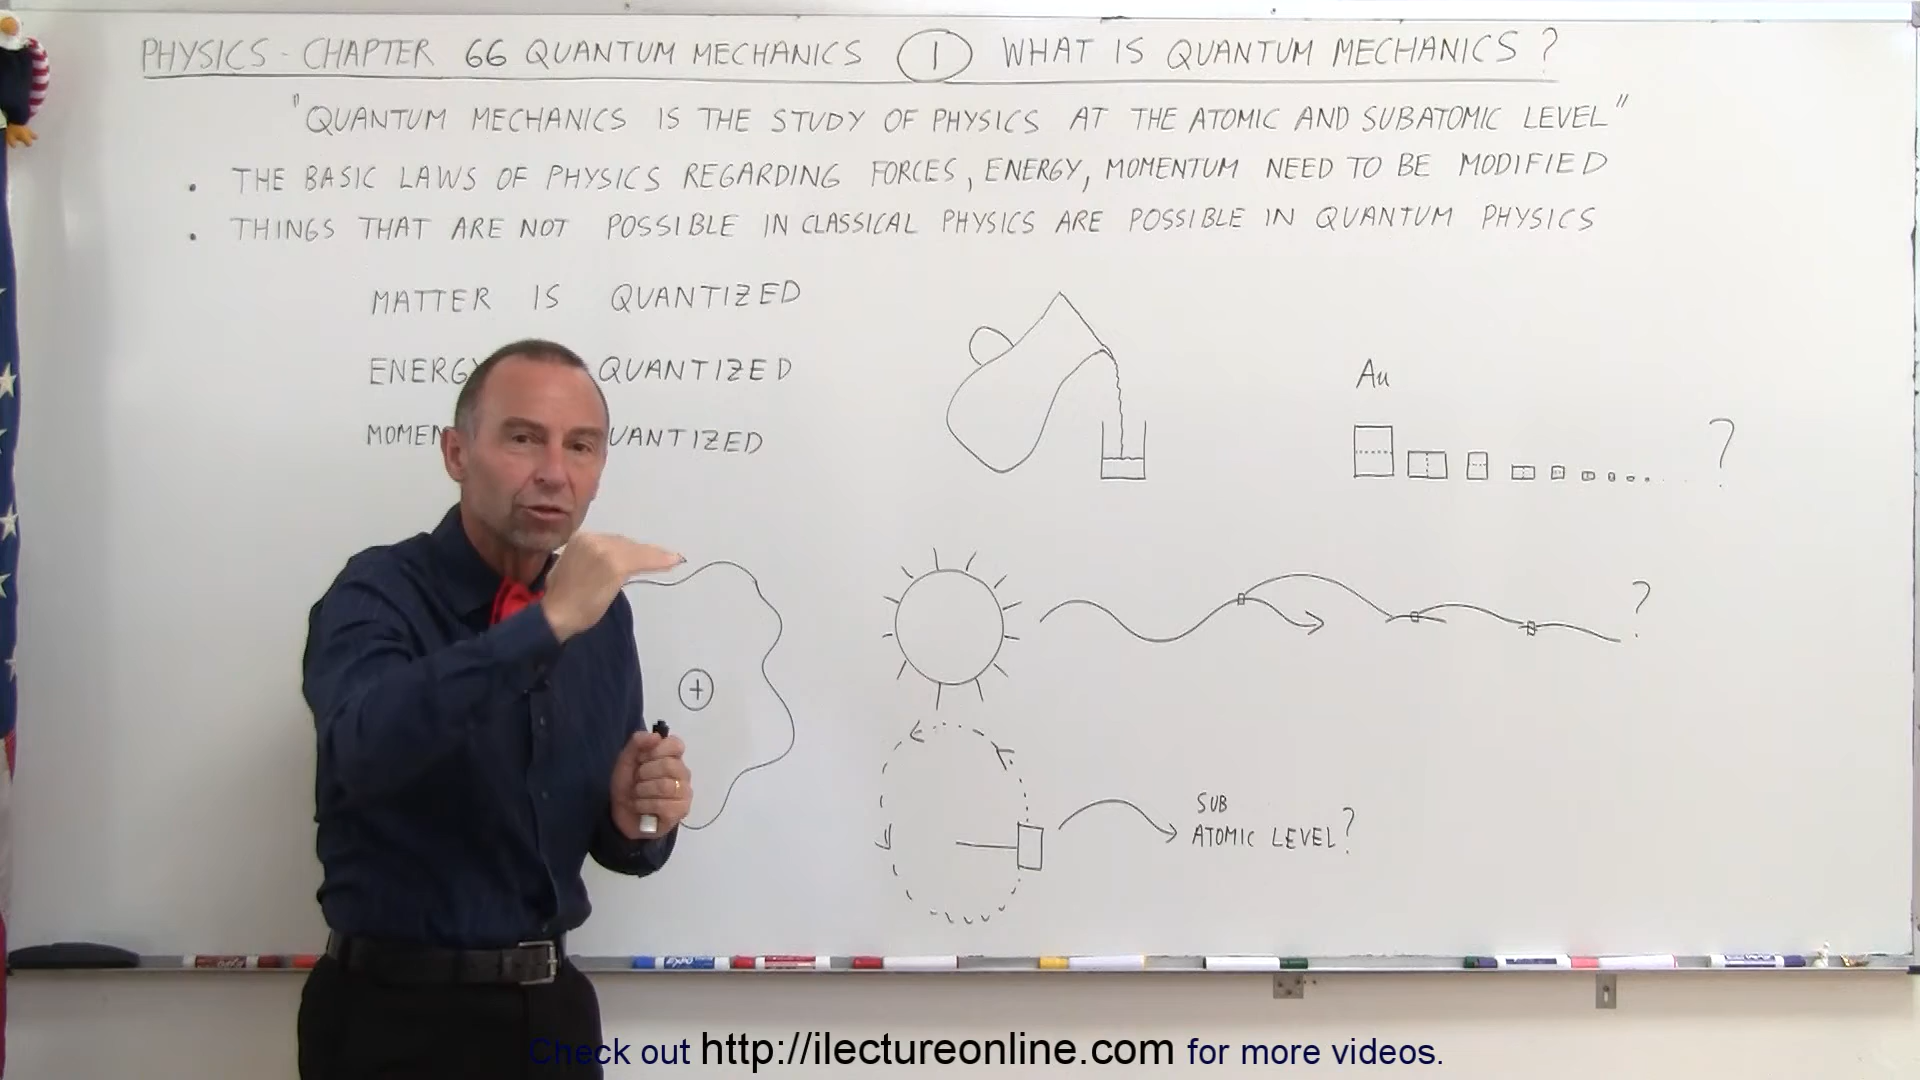 PHYSICS - CHAPTER 66 QUANTUM MECHANICS 1 WHAT IS QUANTUM MECHANICS?
"QUANTUM MECHANICS IS THE STUDY OF PHYSICS AT THE ATOMIC AND SUBATOMIC LEVEL"
. THE BASIC LAWS OF PHYSICS REGARDING FORCES, ENERGY, MOMENTUM NEED TO BE MODIFIED
. THINGS THAT ARE NOT POSSIBLE IN CLASSICAL PHYSICS ARE POSSIBLE IN QUANTUM PHYSICS
MATTER IS QUANTIZED
ENERGY QUANTIZED
MOMEN UANTIZED
Au
?
?
+
SUB
ATOMIC LEVEL?
EXPO
Check out http://ilectureonline.com for more videos.